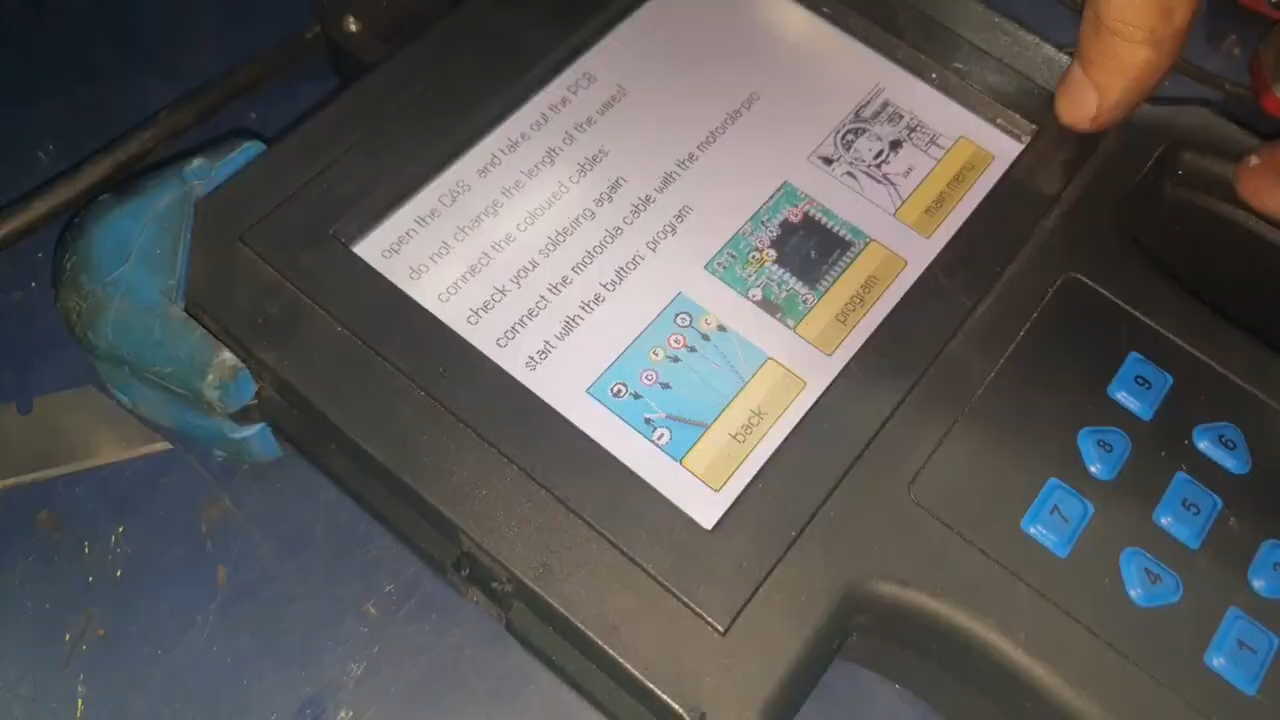 open the CAS and take out the PCB
do not change the length of the wires!
connect the coloured cables:
check your soldering again
connect the motorola cable with the motorola-pro
start with the button: program
back
program
main menu
7
8
9
4
5
6
1